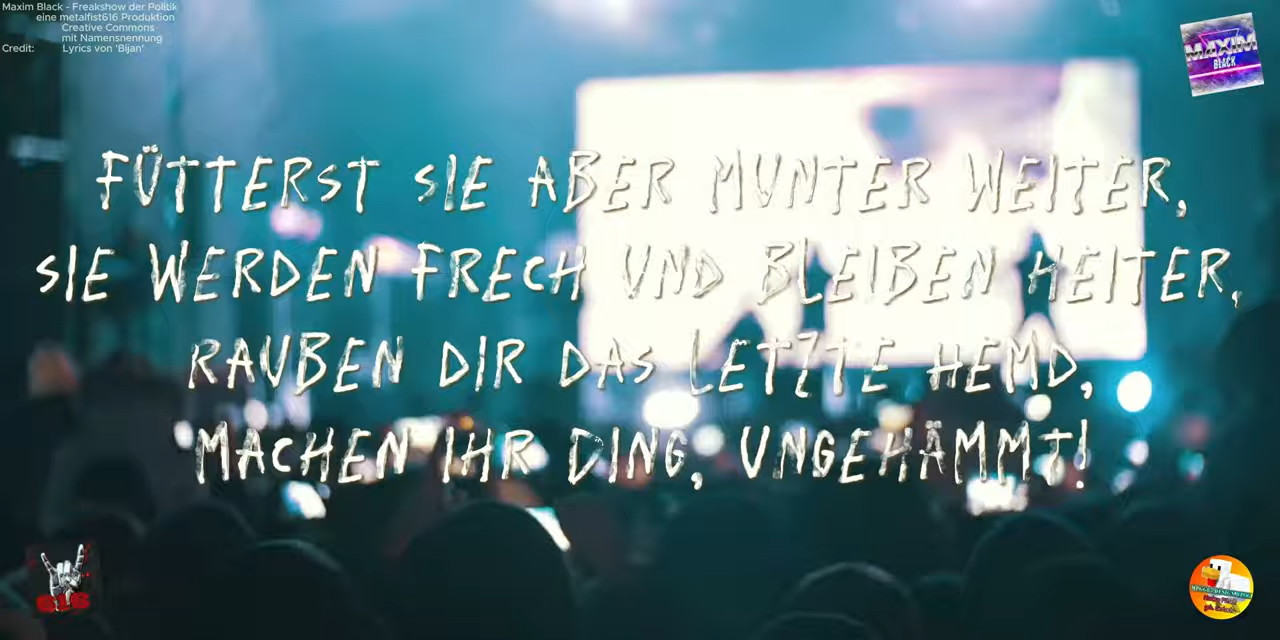 Maxim Black - Freakshow der Politik
eine metalfist616 Produktion
Creative Commons
mit Namensnennung
Credit: Lyrics von 'Bijan'
MAXIM
BLACK
FÜTTERST SIE ABER MUNTER WEITER,
SIE WERDEN FRECH UND BLEIBEN HEITER,
RAUBEN DIR DAS LETZTE HEMD,
MACHEN IHR DING, UNGEHÄMMT!
616